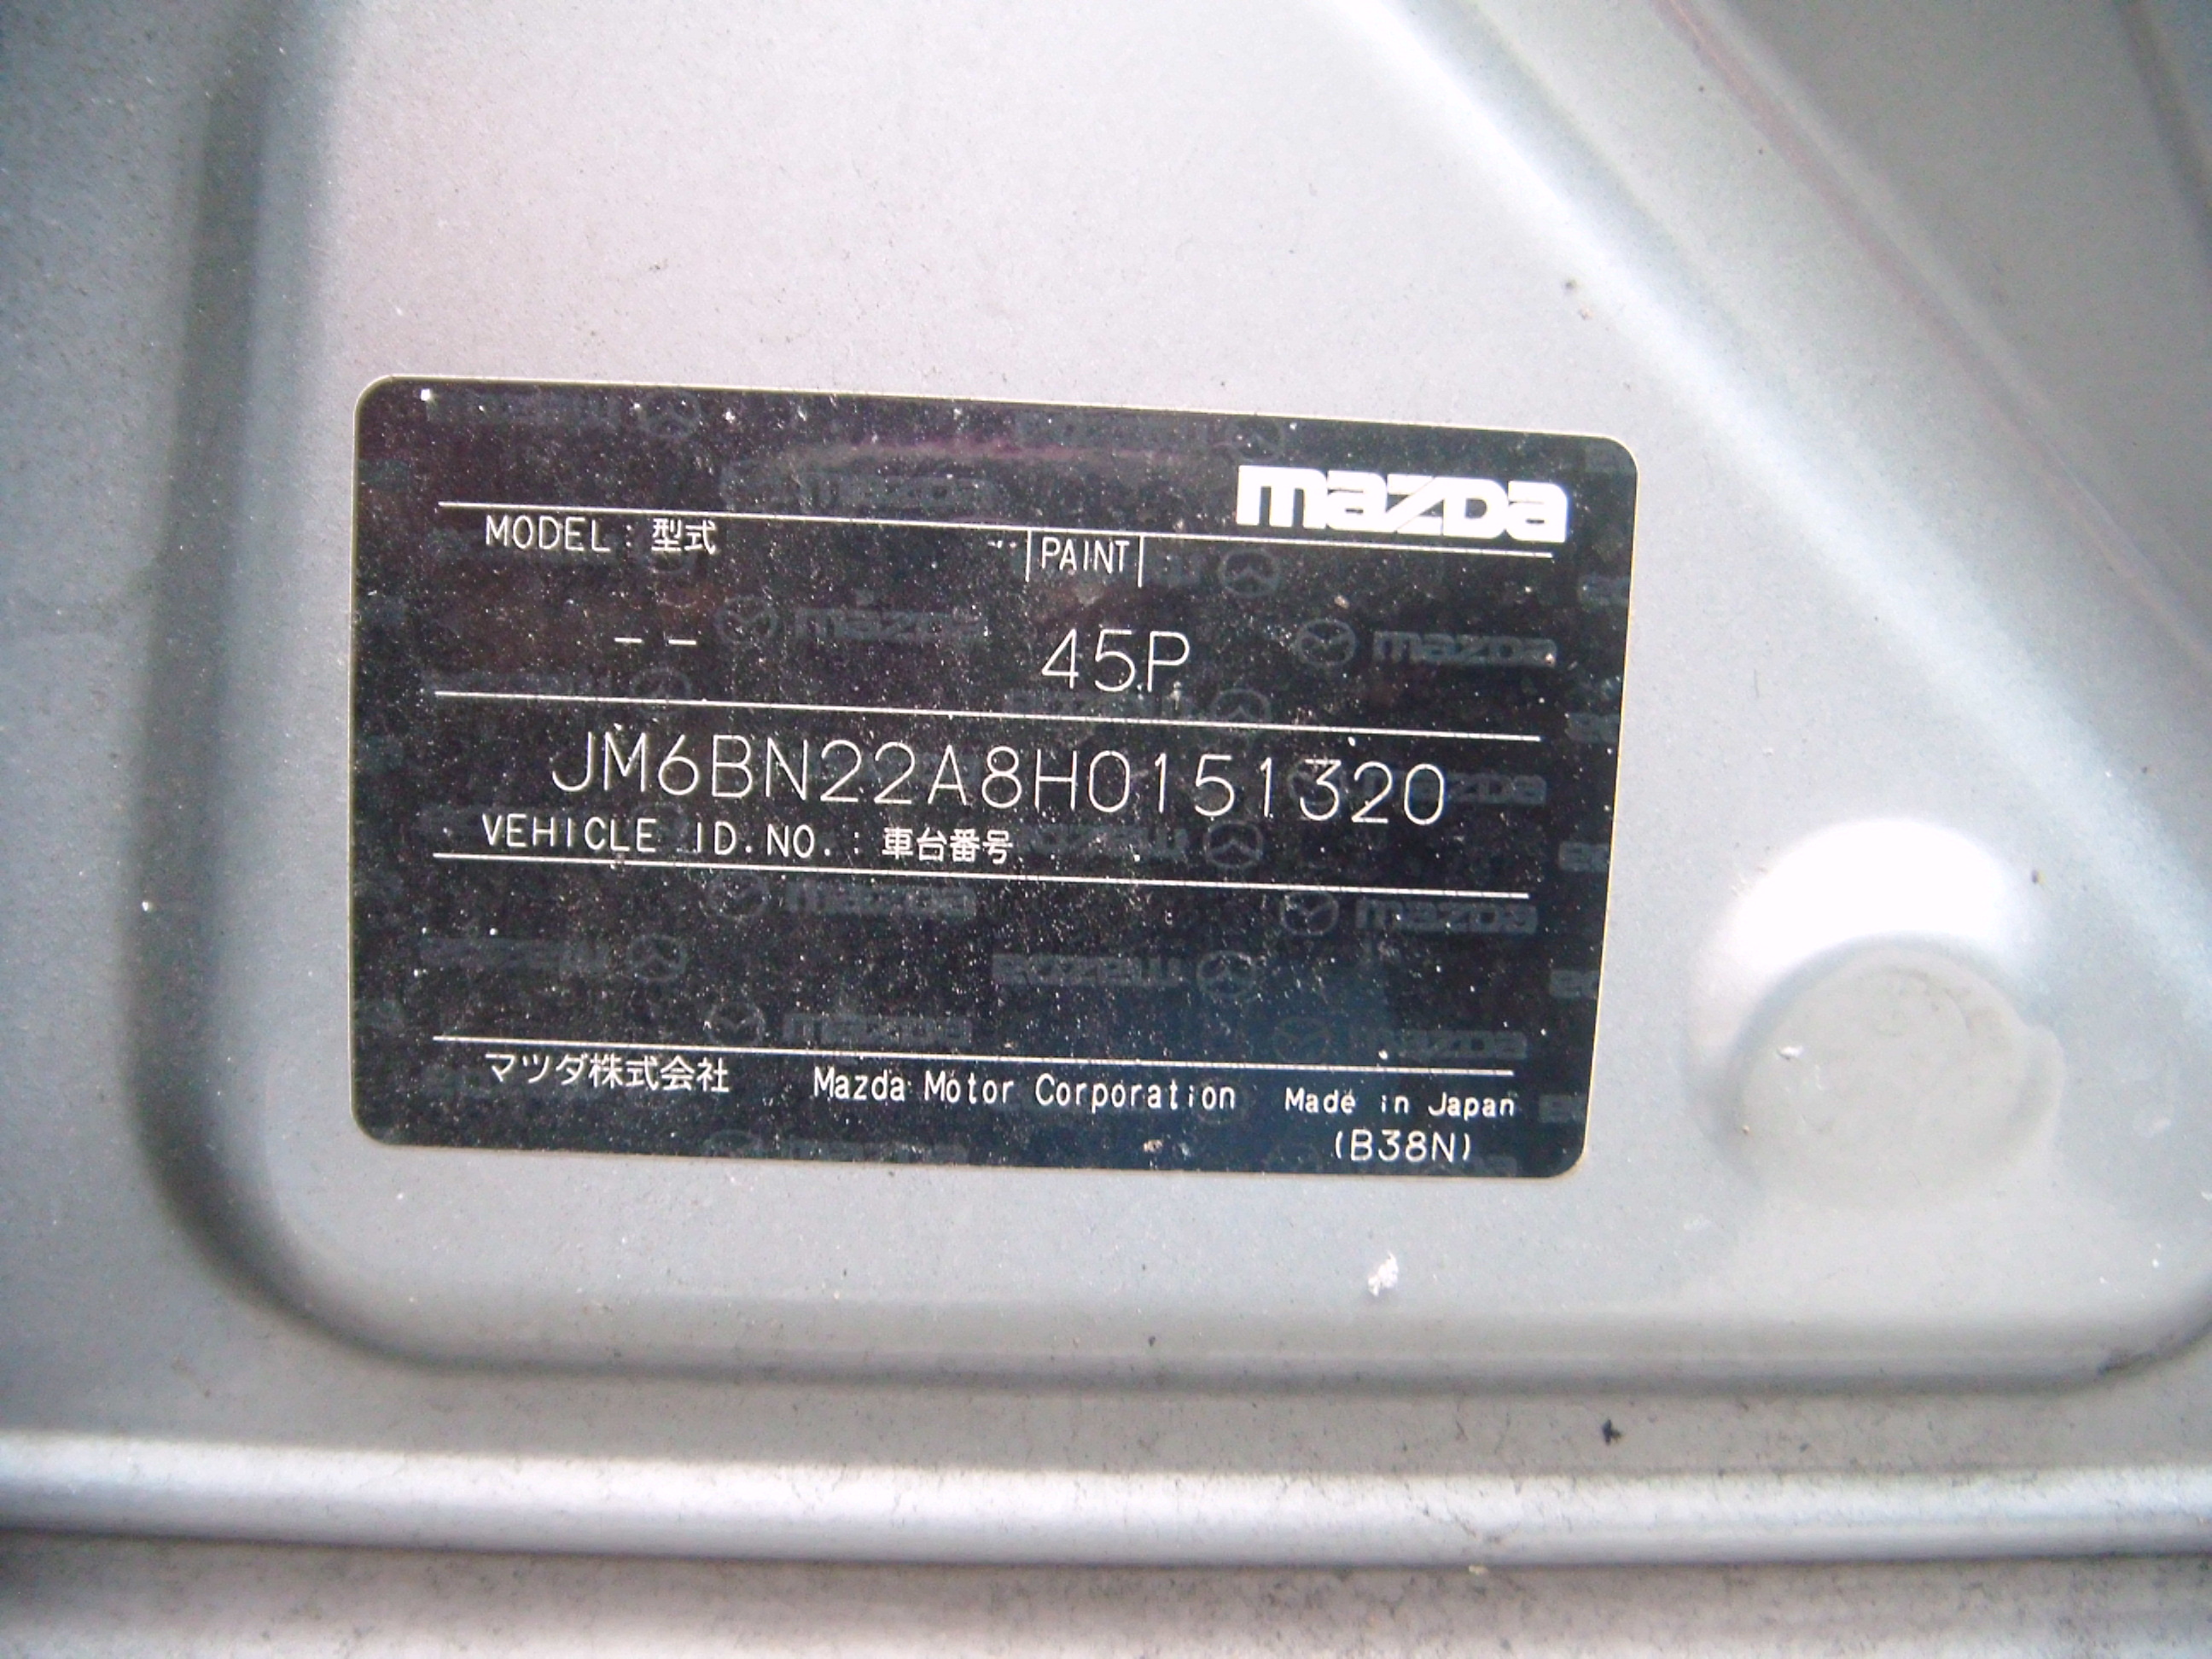 mazda
MODEL : 型式 PAINT
-- 45P
JM6BN22A8H0151320
VEHICLE ID.NO. : 車台番号
マツダ株式会社 Mazda Motor Corporation Made in Japan
(B38N)